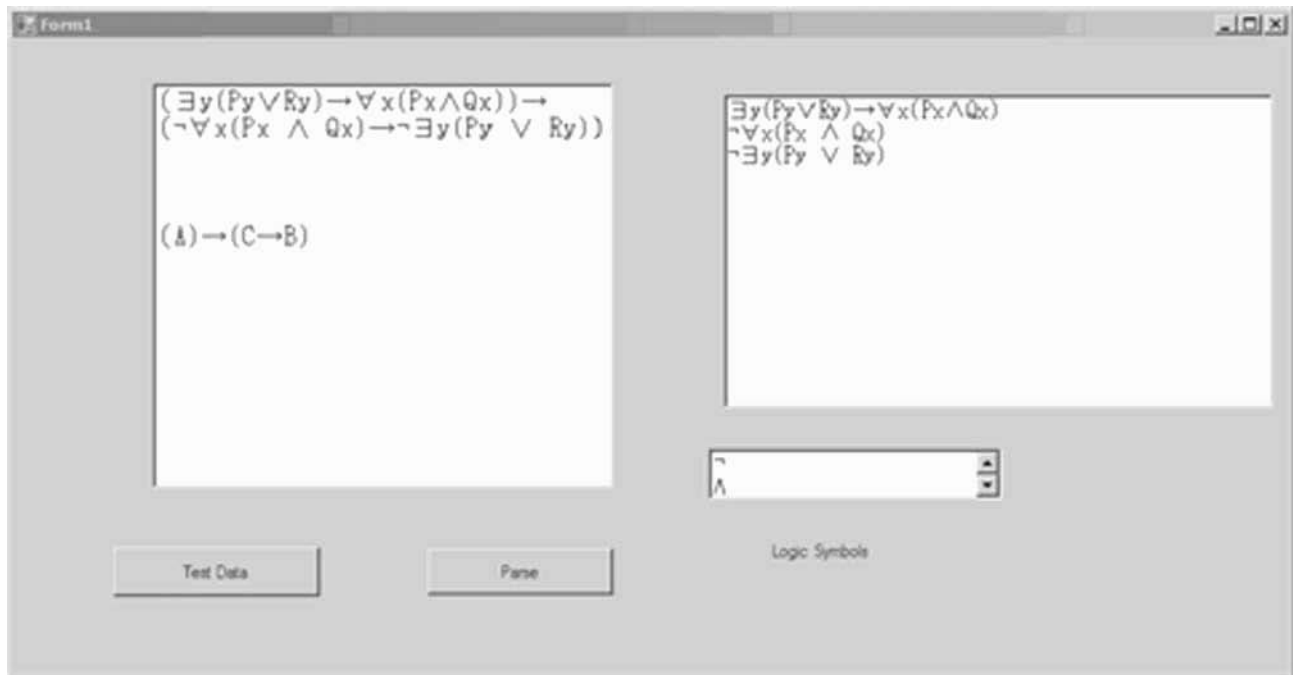 Form1
(∃y(Py∨Ry)→∀x(Px∧Qx))→
(¬∀x(Px ∧ Qx)→¬∃y(Py ∨ Ry))
(A)→(C→B)
∃y(Py∨Ry)→∀x(Px∧Qx)
¬∀x(Px ∧ Qx)
¬∃y(Py ∨ Ry)
¬
∧
Logic Symbols
Test Data
Parse